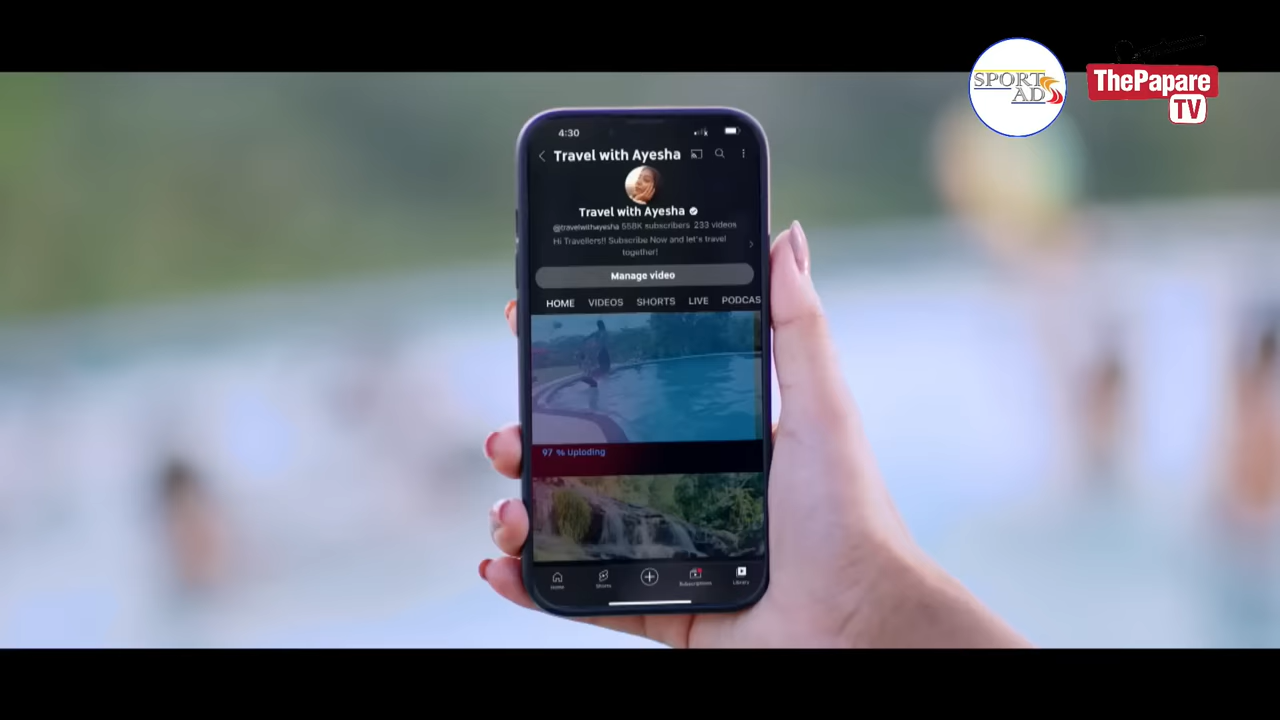 SPORT
AD
ThePapare
TV
4:30
Travel with Ayesha
Travel with Ayesha
@travelwithayesha 558K subscribers 233 videos
Hi Travellers!! Subscribe Now and let's travel
together!
Manage video
HOME VIDEOS SHORTS LIVE PODCAS
97 % Uploding
Home Shorts Subscriptions Library